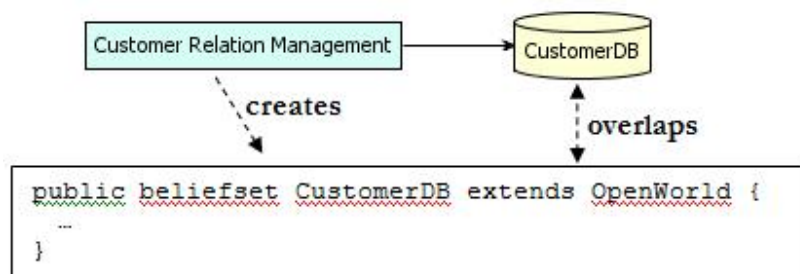 Customer Relation Management
CustomerDB
creates
overlaps
public beliefset CustomerDB extends OpenWorld {
…
}